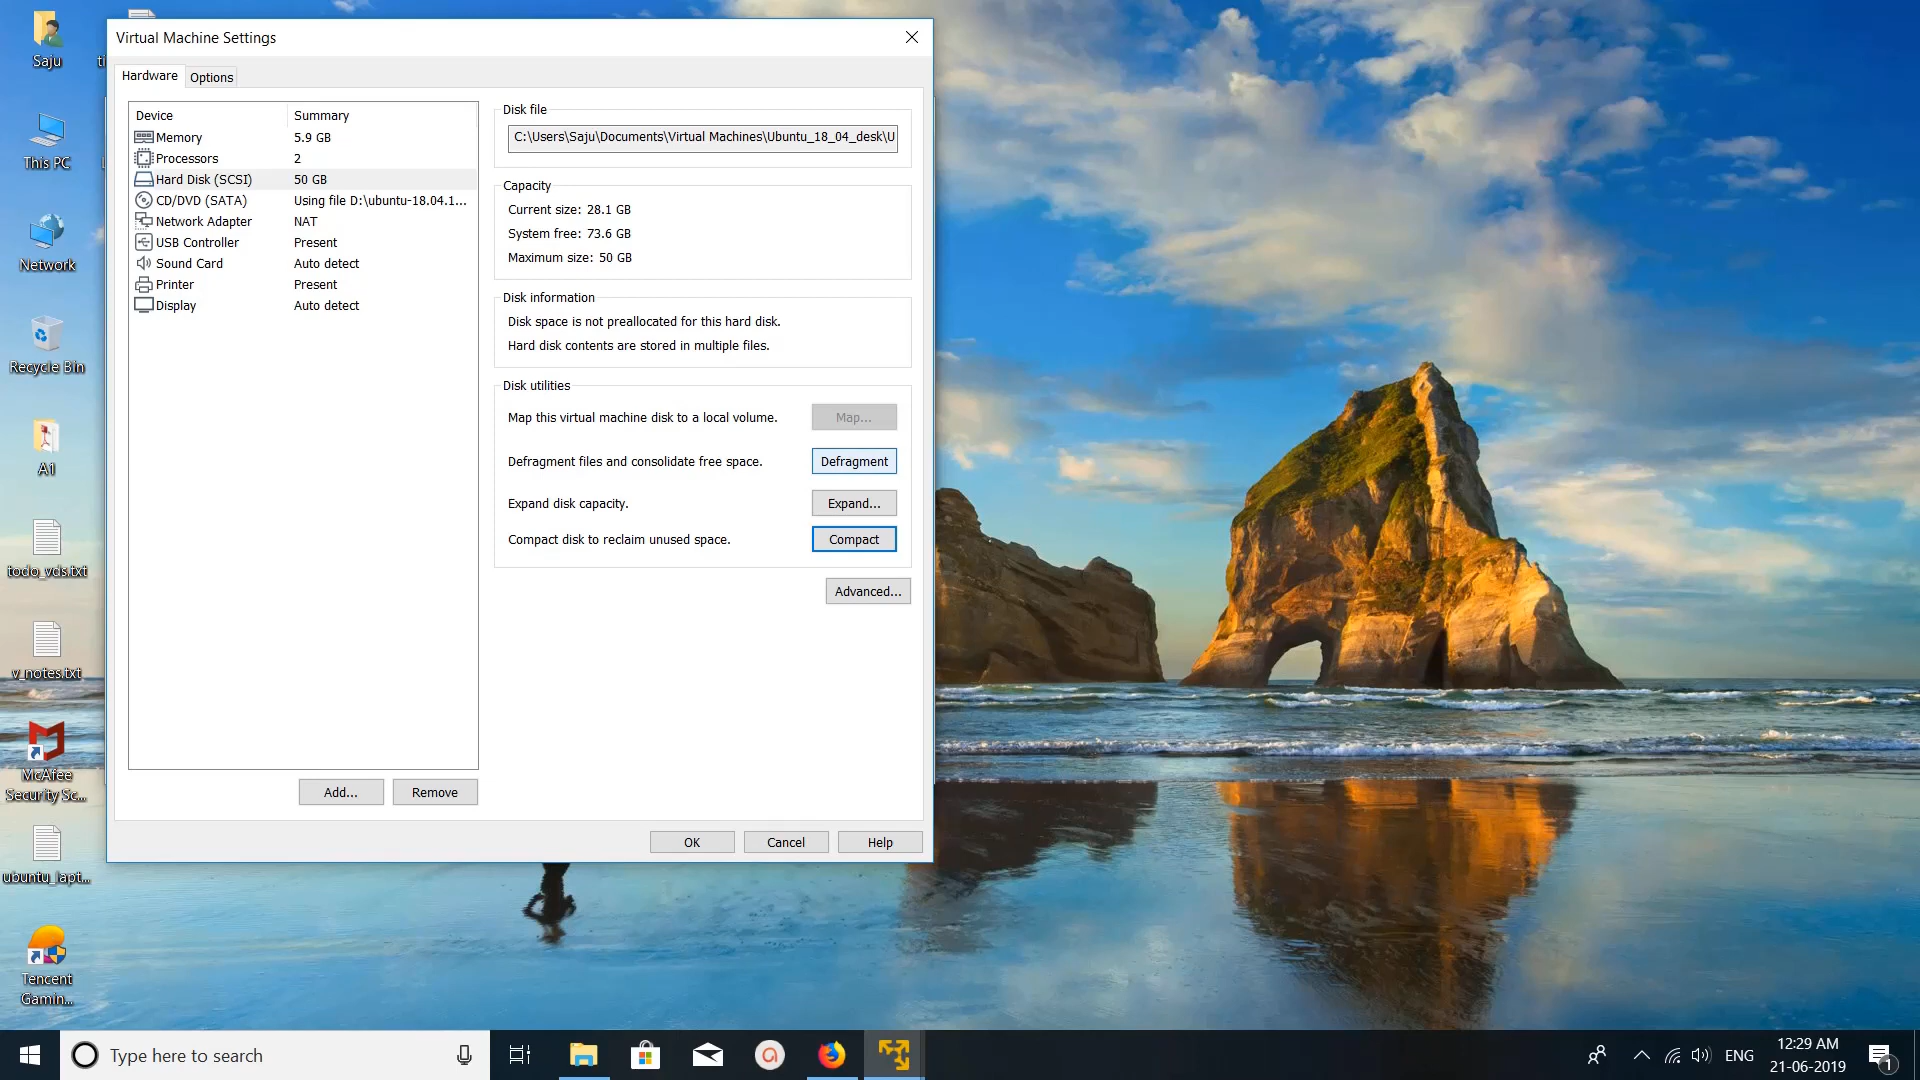 Virtual Machine Settings
Hardware
Options
Device Summary
Memory 5.9 GB
Processors 2
Hard Disk (SCSI) 50 GB
CD/DVD (SATA) Using file D:\ubuntu-18.04.1...
Network Adapter NAT
USB Controller Present
Sound Card Auto detect
Printer Present
Display Auto detect
Add...
Remove
Disk file
C:\Users\Saju\Documents\Virtual Machines\Ubuntu_18_04_desk\U
Capacity
Current size: 28.1 GB
System free: 73.6 GB
Maximum size: 50 GB
Disk information
Disk space is not preallocated for this hard disk.
Hard disk contents are stored in multiple files.
Disk utilities
Map this virtual machine disk to a local volume.
Map...
Defragment files and consolidate free space.
Defragment
Expand disk capacity.
Expand...
Compact disk to reclaim unused space.
Compact
Advanced...
OK
Cancel
Help
Saju
This PC
Network
Recycle Bin
A1
todo_vds.txt
v_notes.txt
McAfee
Security Sc...
ubuntu_lapt...
Tencent
Gamin...
Type here to search
ENG
12:29 AM
21-06-2019
1